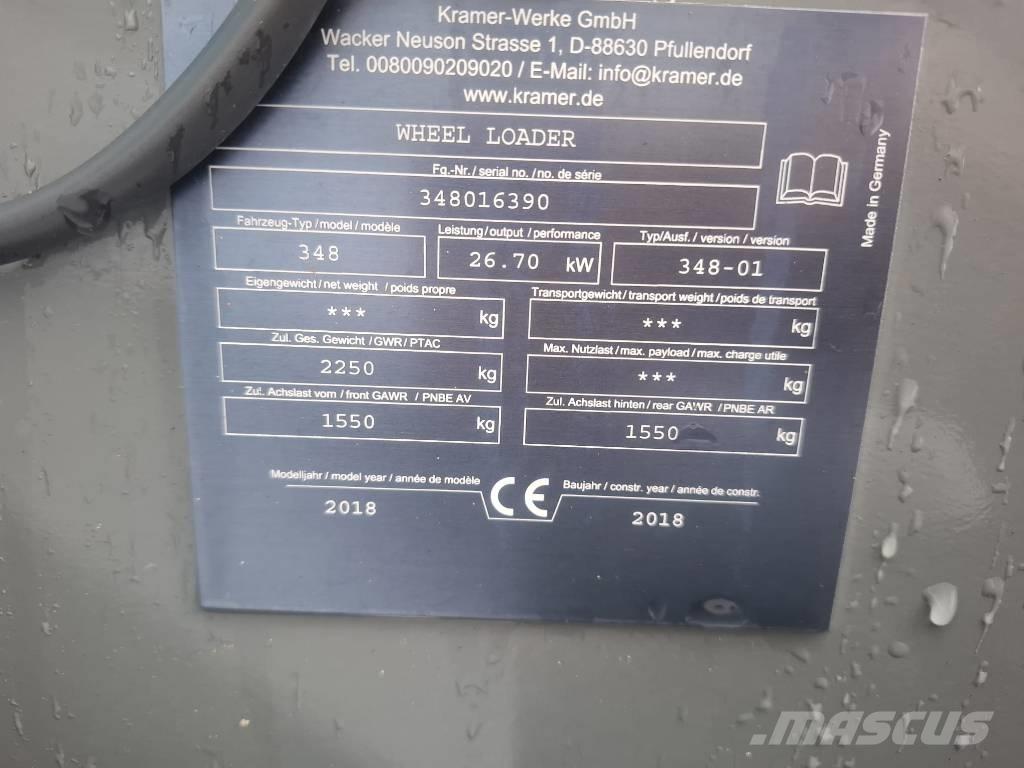 Kramer-Werke GmbH
Wacker Neuson Strasse 1, D-88630 Pfullendorf
Tel. 0080090209020 / E-Mail: info@kramer.de
www.kramer.de
WHEEL LOADER
Fg.-Nr./ serial no. /no. de série
348016390
Fahrzeug-Typ /model / modèle Leistung/output /performance Typ/Ausf. / version / version
348 26.70 kW 348-01
Eigengewicht / net weight / poids propre Transportgewicht / transport weight / poids de transport
*** kg *** kg
Zul. Ges. Gewicht /GWR/ PTAC Max. Nutzlast / max. payload / max. charge utile
2250 kg *** kg
Zul. Achslast vorn / front GAWR / PNBE AV Zul. Achslast hinten / rear GAWR / PNBE AR
1550 kg 1550 kg
Modelljahr / model year / année de modèle CE Baujahr / constr. year / année de constr.
2018 2018
Made in Germany
MASCUS